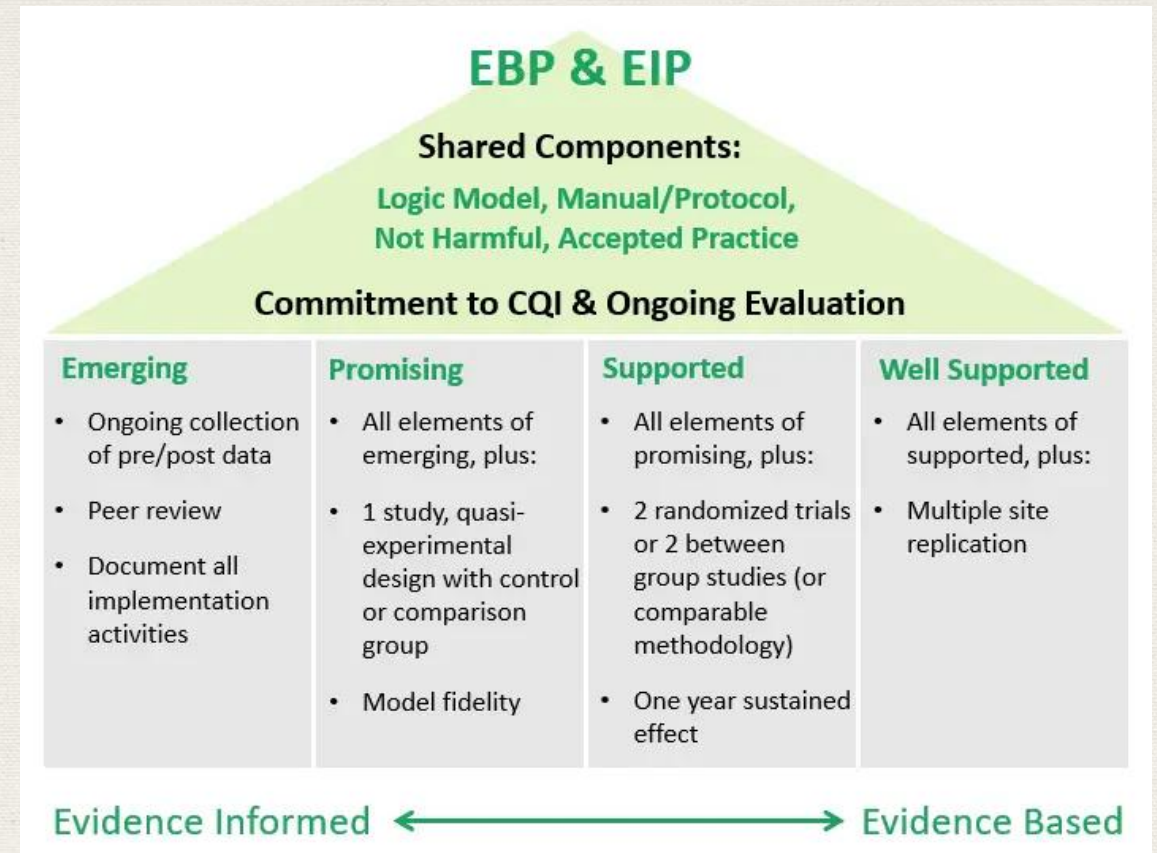 EBP & EIP
Shared Components:
Logic Model, Manual/Protocol,
Not Harmful, Accepted Practice
Commitment to CQI & Ongoing Evaluation
Emerging
• Ongoing collection
of pre/post data
• Peer review
• Document all
implementation
activities
Promising
• All elements of
emerging, plus:
• 1 study, quasi-
experimental
design with control
or comparison
group
• Model fidelity
Supported
• All elements of
promising, plus:
• 2 randomized trials
or 2 between
group studies (or
comparable
methodology)
• One year sustained
effect
Well Supported
• All elements of
supported, plus:
• Multiple site
replication
Evidence Informed
Evidence Based